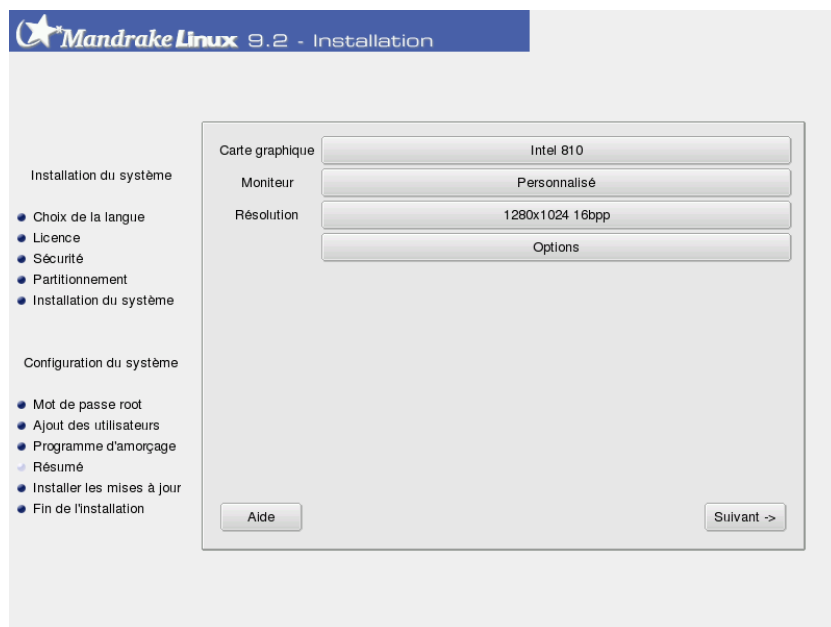 Mandrake Linux 9.2 - Installation
Installation du système
Choix de la langue
Licence
Sécurité
Partitionnement
Installation du système
Configuration du système
Mot de passe root
Ajout des utilisateurs
Programme d'amorçage
Résumé
Installer les mises à jour
Fin de l'installation
Carte graphique Intel 810
Moniteur Personnalisé
Résolution 1280x1024 16bpp
Options
Aide Suivant ->